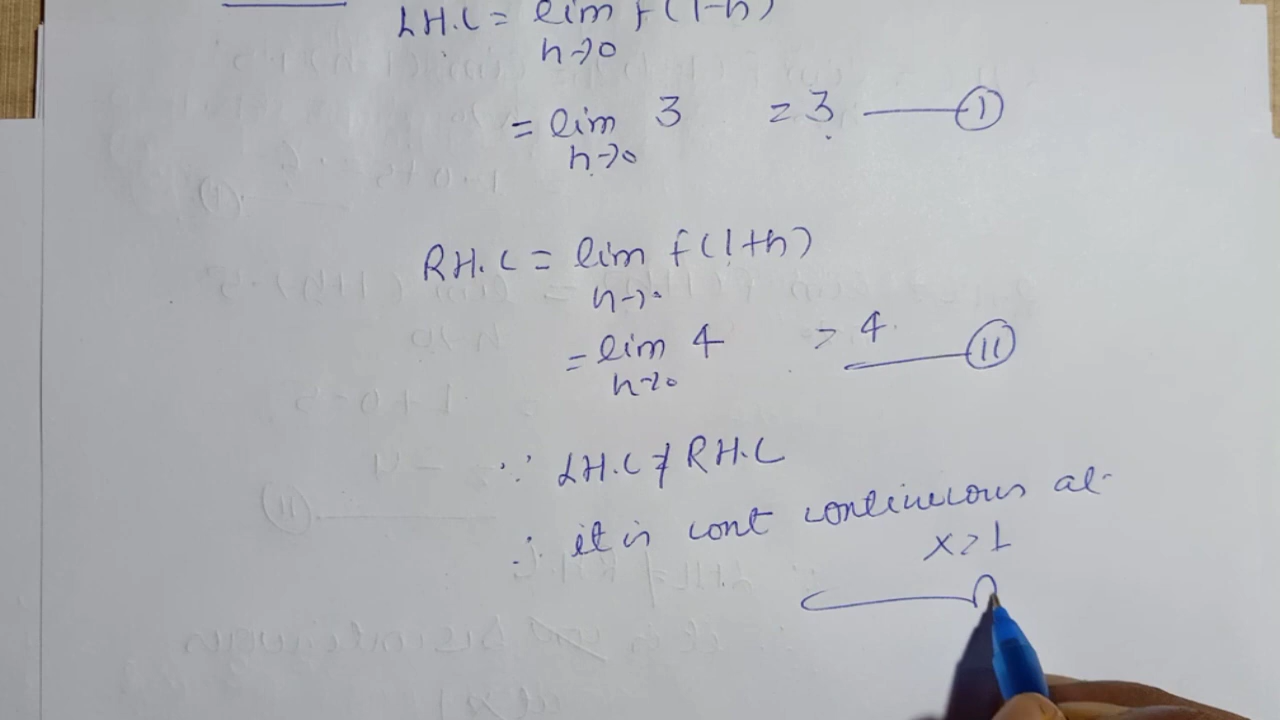 LH.L = lim f(1-h)
h→0
= lim 3 = 3 ——— (I)
h→0
RH.L = lim f(1+h)
h→0
= lim 4 = 4 ——— (II)
h→0
∵ LH.L ≠ RH.L
∴ it is cont continuous at
x = 1